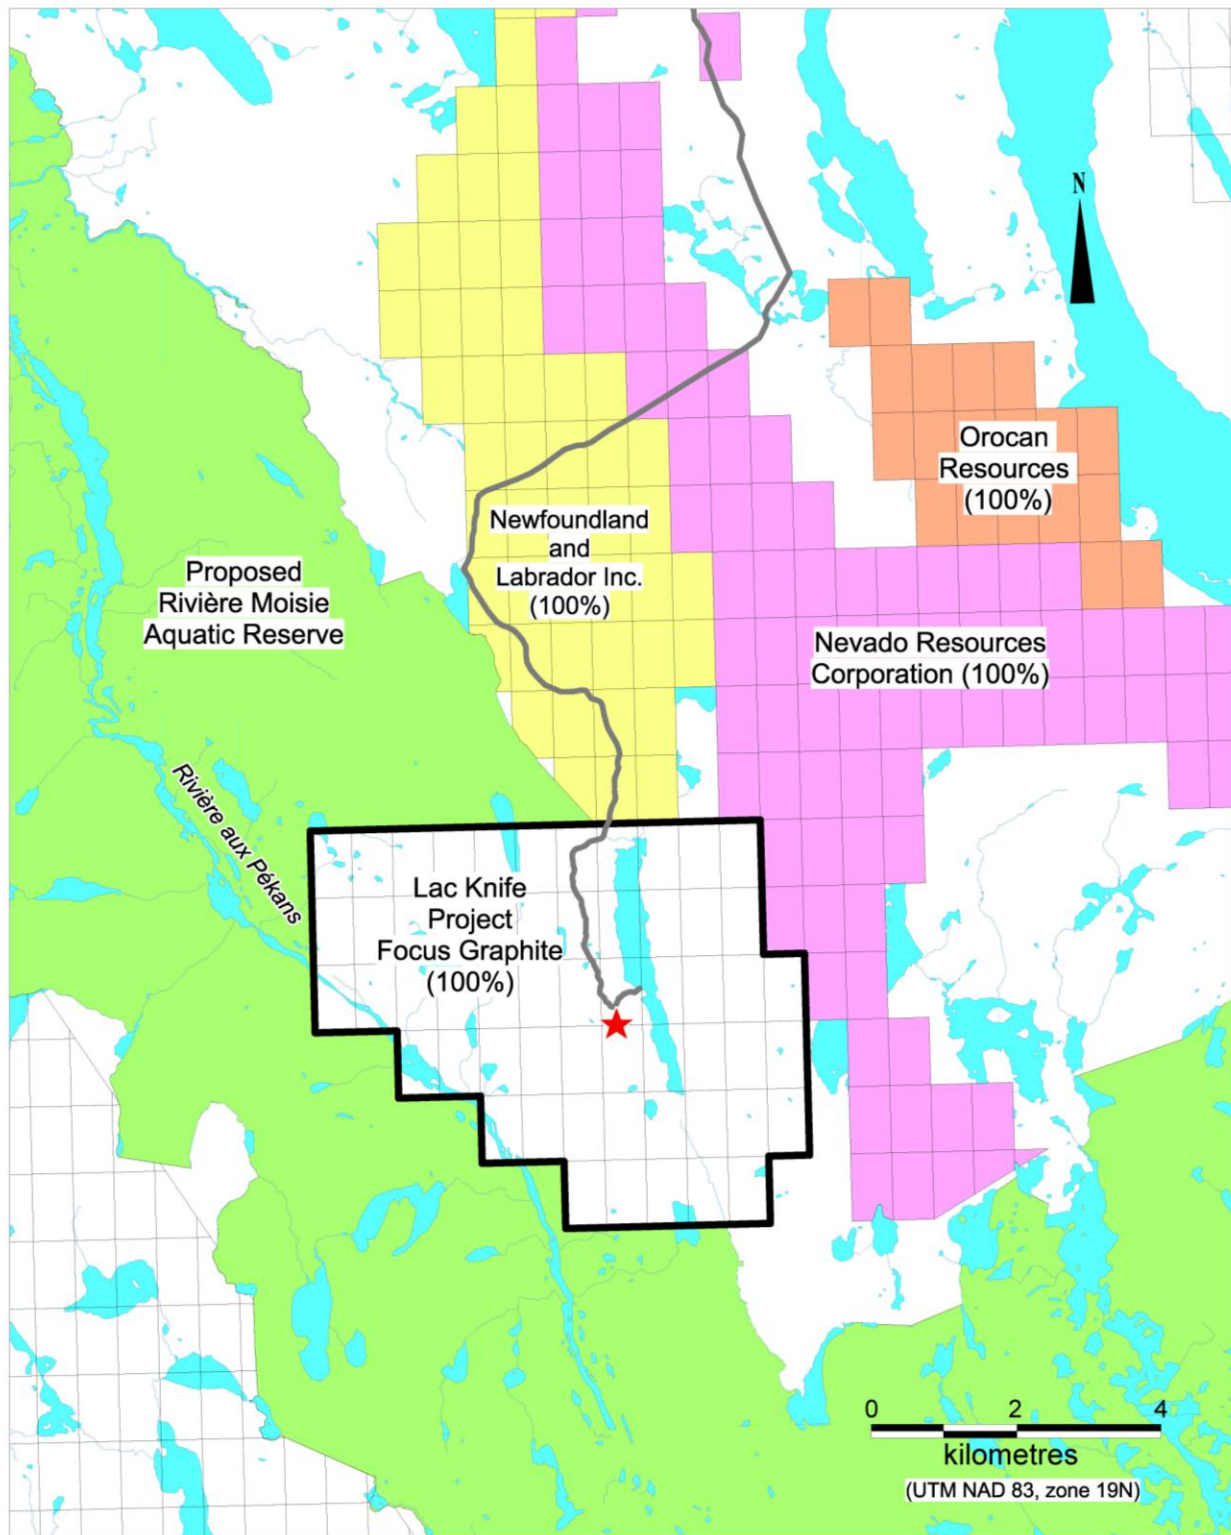 N
Orocan
Resources
(100%)
Newfoundland
and
Labrador Inc.
(100%)
Proposed
Rivière Moisie
Aquatic Reserve
Nevado Resources
Corporation (100%)
Rivière aux Pékans
Lac Knife
Project
Focus Graphite
(100%)
0 2 4
kilometres
(UTM NAD 83, zone 19N)